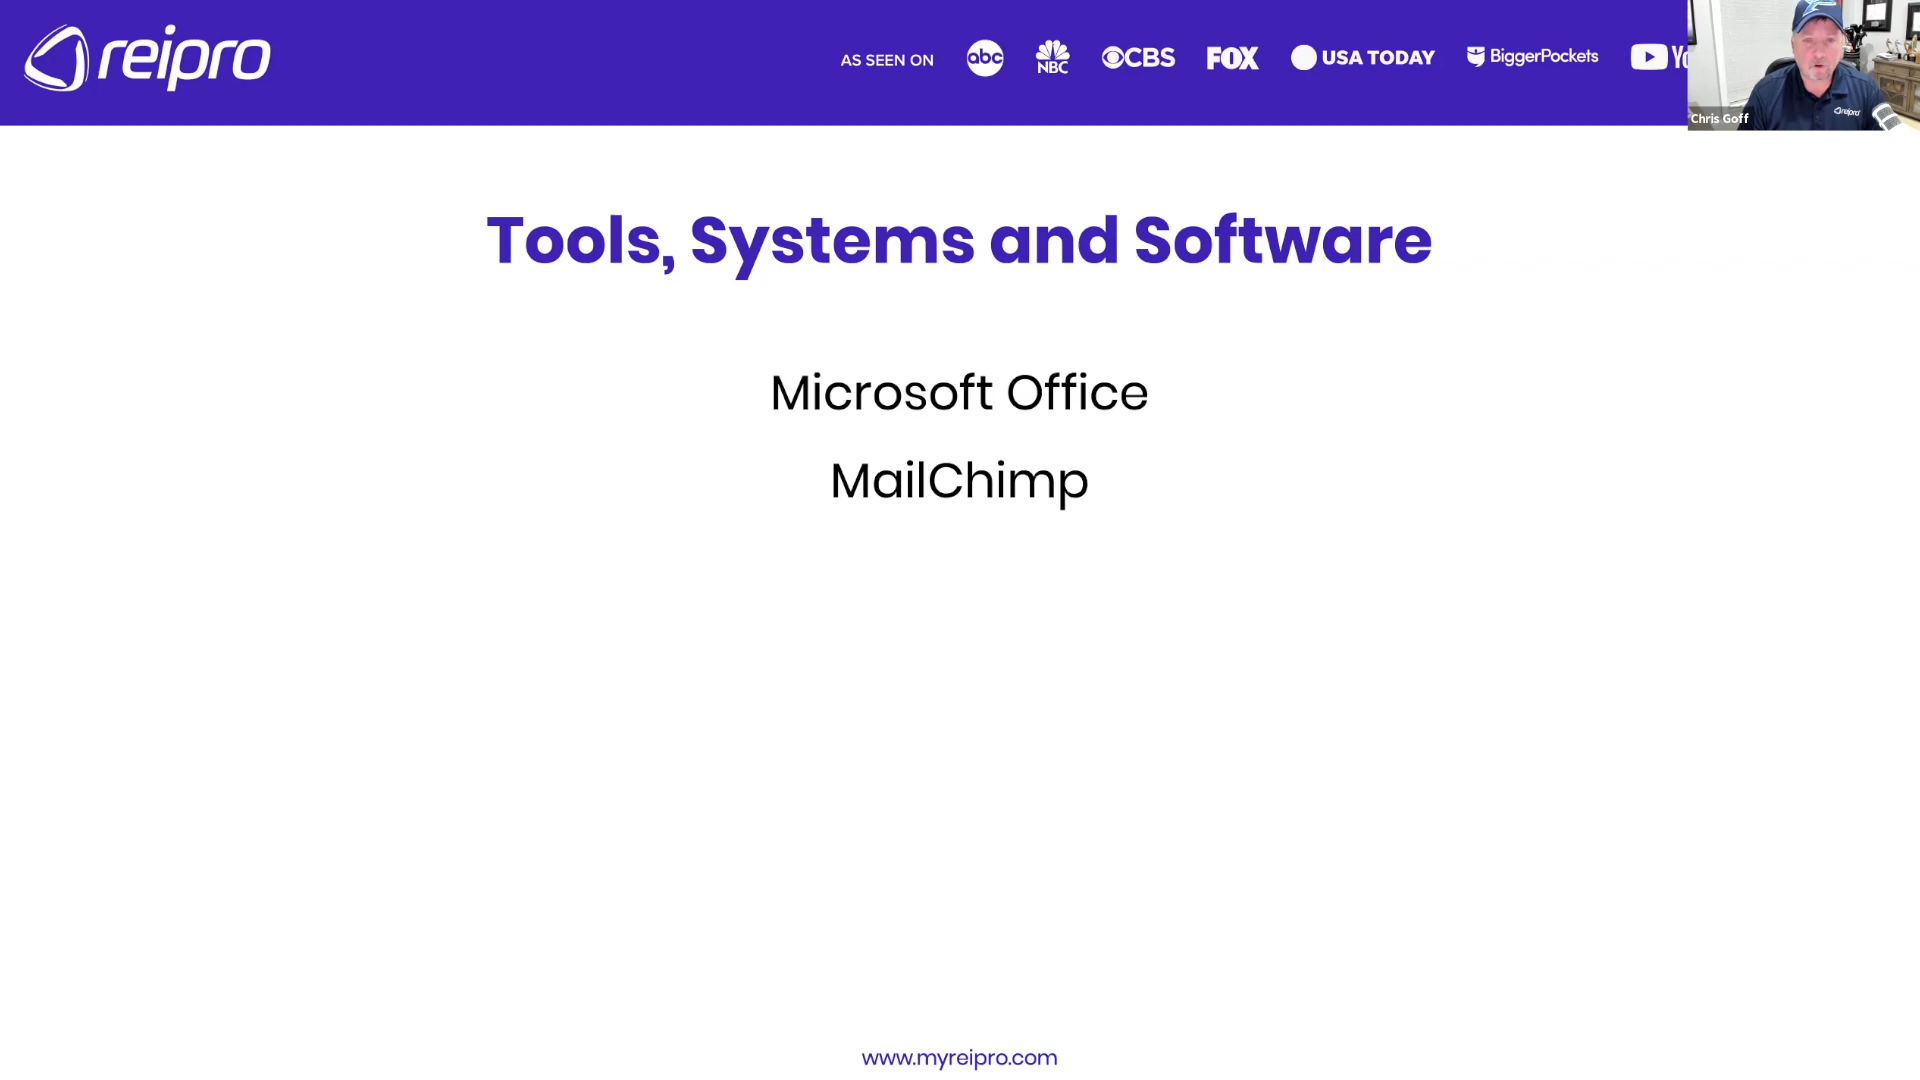 reipro
AS SEEN ON
abc
NBC
CBS
FOX
USA TODAY
BiggerPockets
Chris Goff
reipro
Tools, Systems and Software
Microsoft Office
MailChimp
www.myreipro.com